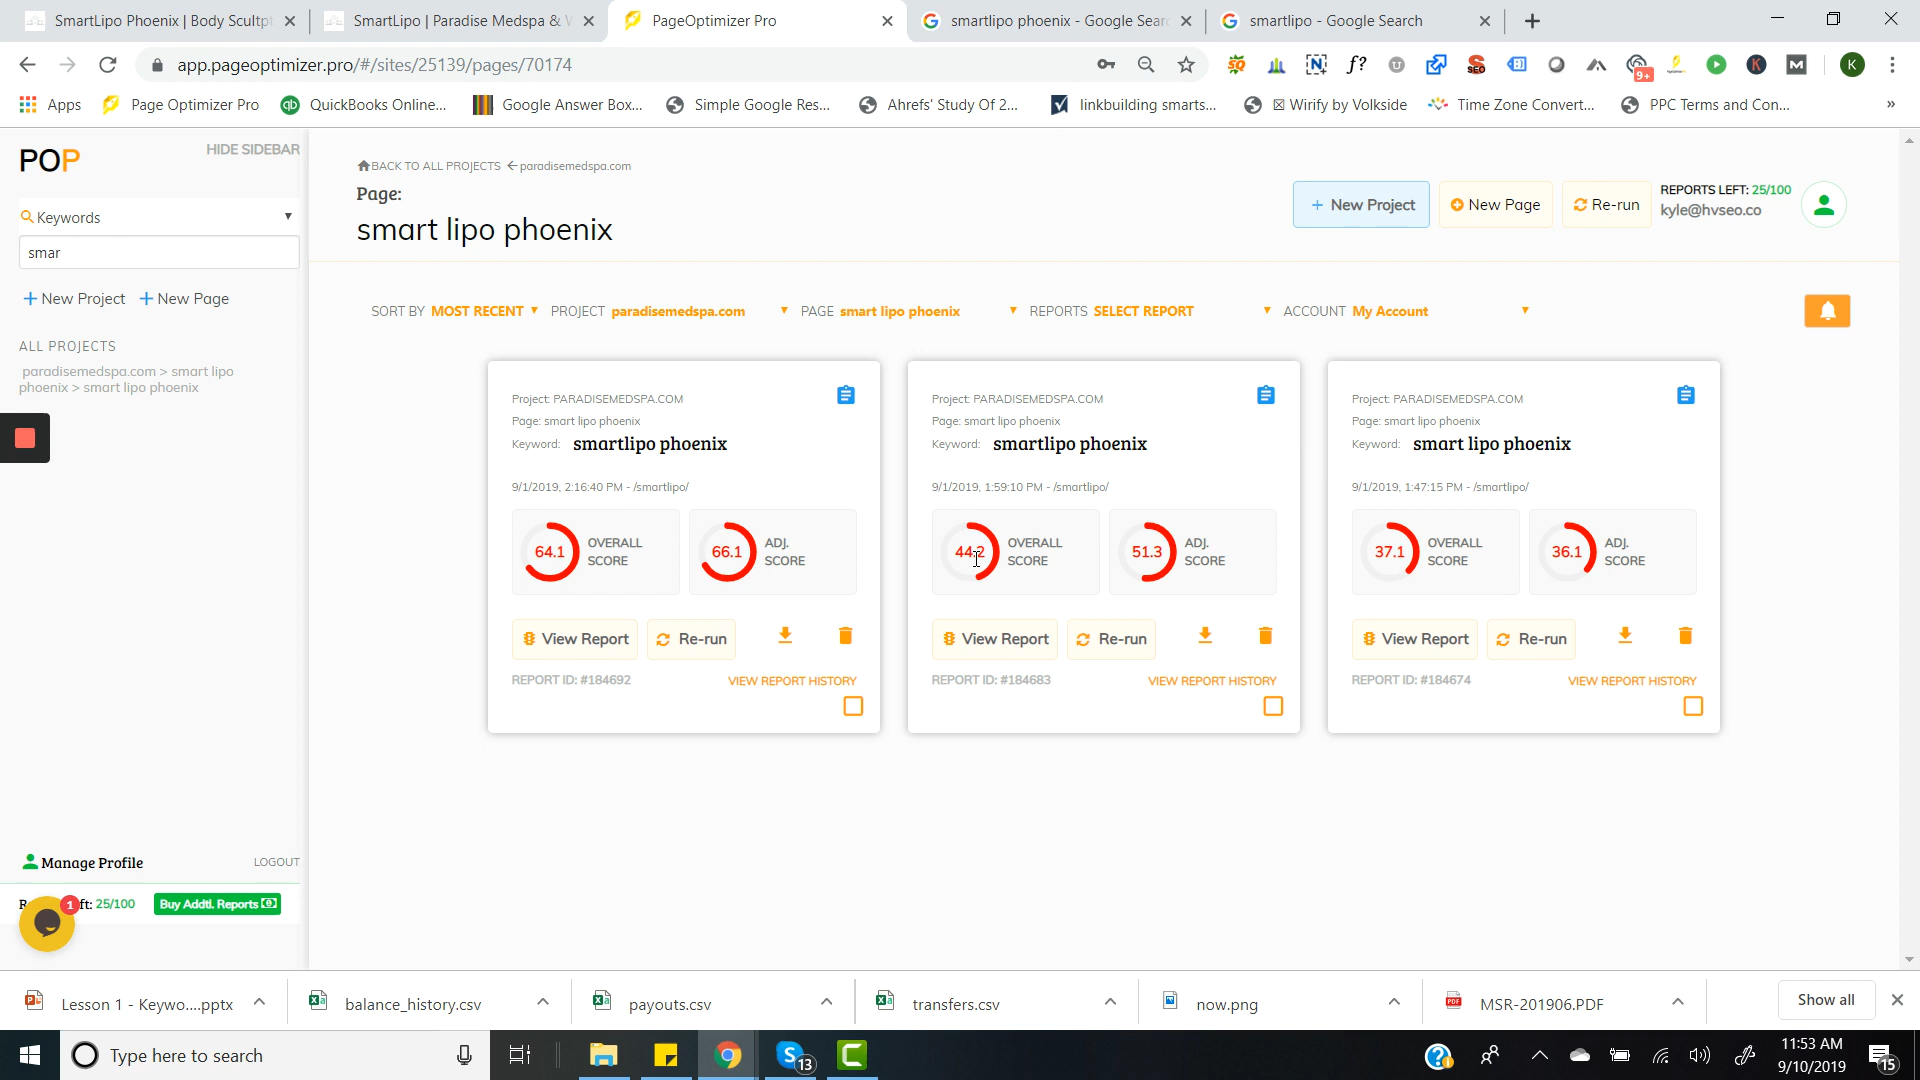 SmartLipo Phoenix | Body Scultpt
SmartLipo | Paradise Medspa & W
PageOptimizer Pro
smartlipo phoenix - Google Searc
smartlipo - Google Search
app.pageoptimizer.pro/#/sites/25139/pages/70174
Apps
Page Optimizer Pro
QuickBooks Online...
Google Answer Box...
Simple Google Res...
Ahrefs' Study Of 2...
linkbuilding smarts...
Wirify by Volkside
Time Zone Convert...
PPC Terms and Con...
POP
HIDE SIDEBAR
Keywords
smar
+ New Project + New Page
ALL PROJECTS
paradisemedspa.com > smart lipo
phoenix > smart lipo phoenix
Manage Profile
LOGOUT
ft: 25/100
Buy Addtl. Reports
1
BACK TO ALL PROJECTS
paradisemedspa.com
Page:
smart lipo phoenix
+ New Project
New Page
Re-run
REPORTS LEFT: 25/100
kyle@hvseo.co
SORT BY MOST RECENT
PROJECT paradisemedspa.com
PAGE smart lipo phoenix
REPORTS SELECT REPORT
ACCOUNT My Account
Project: PARADISEMEDSPA.COM
Page: smart lipo phoenix
Keyword: smartlipo phoenix
9/1/2019, 2:16:40 PM - /smartlipo/
64.1 OVERALL SCORE
66.1 ADJ. SCORE
View Report
Re-run
REPORT ID: #184692
VIEW REPORT HISTORY
Project: PARADISEMEDSPA.COM
Page: smart lipo phoenix
Keyword: smartlipo phoenix
9/1/2019, 1:59:10 PM - /smartlipo/
44.2 OVERALL SCORE
51.3 ADJ. SCORE
View Report
Re-run
REPORT ID: #184683
VIEW REPORT HISTORY
Project: PARADISEMEDSPA.COM
Page: smart lipo phoenix
Keyword: smart lipo phoenix
9/1/2019, 1:47:15 PM - /smartlipo/
37.1 OVERALL SCORE
36.1 ADJ. SCORE
View Report
Re-run
REPORT ID: #184674
VIEW REPORT HISTORY
Lesson 1 - Keywo....pptx
balance_history.csv
payouts.csv
transfers.csv
now.png
MSR-201906.PDF
Show all
Type here to search
13
11:53 AM
9/10/2019
15